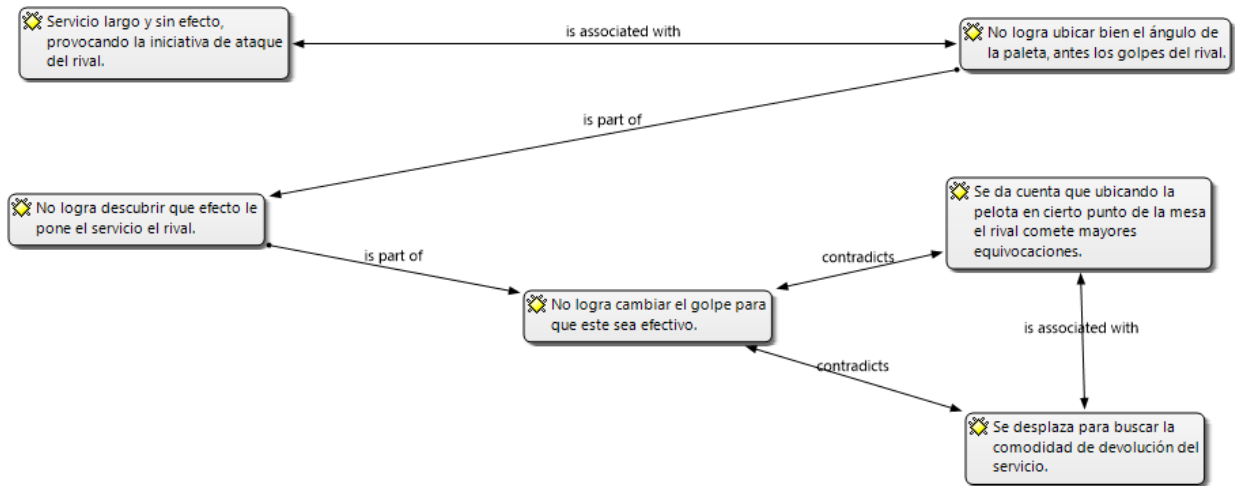 Servicio largo y sin efecto,
provocando la iniciativa de ataque
del rival.
is associated with
No logra ubicar bien el ángulo de
la paleta, antes los golpes del rival.
is part of
No logra descubrir que efecto le
pone el servicio el rival.
is part of
Se da cuenta que ubicando la
pelota en cierto punto de la mesa
el rival comete mayores
equivocaciones.
contradicts
No logra cambiar el golpe para
que este sea efectivo.
is associated with
contradicts
Se desplaza para buscar la
comodidad de devolución del
servicio.